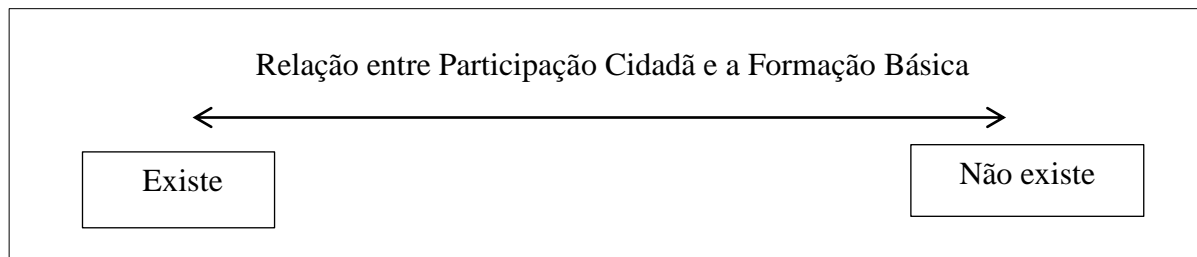 Relação entre Participação Cidadã e a Formação Básica
Existe
Não existe